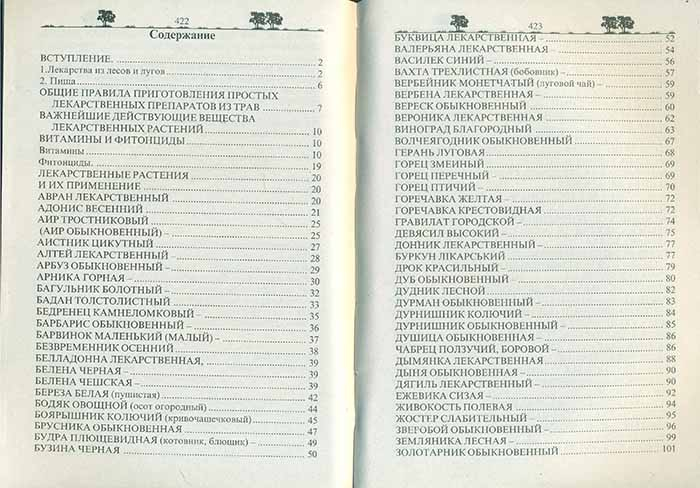 422
Содержание
ВСТУПЛЕНИЕ. 2
1.Лекарства из лесов и лугов 2
2. Пища 6
ОБЩИЕ ПРАВИЛА ПРИГОТОВЛЕНИЯ ПРОСТЫХ
ЛЕКАРСТВЕННЫХ ПРЕПАРАТОВ ИЗ ТРАВ 7
ВАЖНЕЙШИЕ ДЕЙСТВУЮЩИЕ ВЕЩЕСТВА
ЛЕКАРСТВЕННЫХ РАСТЕНИЙ 10
ВИТАМИНЫ И ФИТОНЦИДЫ 10
Витамины 10
Фитонциды. 19
ЛЕКАРСТВЕННЫЕ РАСТЕНИЯ 20
И ИХ ПРИМЕНЕНИЕ 20
АВРАН ЛЕКАРСТВЕННЫЙ 20
АДОНИС ВЕСЕННИЙ 21
АИР ТРОСТНИКОВЫЙ 25
(АИР ОБЫКНОВЕННЫЙ) – 25
АИСТНИК ЦИКУТНЫЙ 27
АЛТЕЙ ЛЕКАРСТВЕННЫЙ – 28
АРБУЗ ОБЫКНОВЕННЫЙ 29
АРНИКА ГОРНАЯ – 30
БАГУЛЬНИК БОЛОТНЫЙ – 32
БАДАН ТОЛСТОЛИСТНЫЙ 33
БЕДРЕНЕЦ КАМНЕЛОМКОВЫЙ – 35
БАРБАРИС ОБЫКНОВЕННЫЙ – 36
БАРВИНОК МАЛЕНЬКИЙ (МАЛЫЙ) – 37
БЕЗВРЕМЕННИК ОСЕННИЙ 38
БЕЛЛАДОННА ЛЕКАРСТВЕННАЯ, 39
БЕЛЕНА ЧЕРНАЯ – 39
БЕЛЕНА ЧЕШСКАЯ – 39
БЕРЕЗА БЕЛАЯ (пушистая) 42
БОДЯК ОВОЩНОЙ (осот огородный) 44
БОЯРЫШНИК КОЛЮЧИЙ (кривочашечковый) 45
БРУСНИКА ОБЫКНОВЕННАЯ 47
БУДРА ПЛЮЩЕВИДНАЯ (котовник, блющик) – 49
БУЗИНА ЧЕРНАЯ 50
423
БУКВИЦА ЛЕКАРСТВЕННАЯ – 52
ВАЛЕРЬЯНА ЛЕКАРСТВЕННАЯ – 54
ВАСИЛЕК СИНИЙ – 56
ВАХТА ТРЕХЛИСТНАЯ (бобовник) – 57
ВЕРБЕЙНИК МОНЕТЧАТЫЙ (луговой чай) – 59
ВЕРБЕНА ЛЕКАРСТВЕННАЯ – 59
ВЕРЕСК ОБЫКНОВЕННЫЙ 60
ВЕРОНИКА ЛЕКАРСТВЕННАЯ 62
ВИНОГРАД БЛАГОРОДНЫЙ 63
ВОЛЧЕЯГОДНИК ОБЫКНОВЕННЫЙ 67
ГЕРАНЬ ЛУГОВАЯ 68
ГОРЕЦ ЗМЕИНЫЙ 68
ГОРЕЦ ПЕРЕЧНЫЙ – 69
ГОРЕЦ ПТИЧИЙ – 70
ГОРЕЧАВКА ЖЕЛТАЯ – 72
ГОРЕЧАВКА КРЕСТОВИДНАЯ 72
ГРАВИЛАТ ГОРОДСКОЙ – 74
ДЕВЯСИЛ ВЫСОКИЙ – 75
ДОННИК ЛЕКАРСТВЕННЫЙ – 77
БУРКУН ЛІКАРСЬКИЙ 77
ДРОК КРАСИЛЬНЫЙ – 79
ДУБ ОБЫКНОВЕННЫЙ – 80
ДУДНИК ЛЕСНОЙ 82
ДУРМАН ОБЫКНОВЕННЫЙ 83
ДУРНИШНИК КОЛЮЧИЙ – 84
ДУРНИШНИК ОБЫКНОВЕННЫЙ 85
ДУШИЦА ОБЫКНОВЕННАЯ – 86
ЧАБРЕЦ ПОЛЗУЧИЙ, БОРОВОЙ – 86
ДЫМЯНКА ЛЕКАРСТВЕННАЯ 88
ДЫНЯ ОБЫКНОВЕННАЯ – 90
ДЯГИЛЬ ЛЕКАРСТВЕННЫЙ – 90
ЕЖЕВИКА СИЗАЯ – 92
ЖИВОКОСТЬ ПОЛЕВАЯ 94
ЖОСТЕР СЛАБИТЕЛЬНЫЙ – 95
ЗВЕРОБОЙ ОБЫКНОВЕННЫЙ – 96
ЗЕМЛЯНИКА ЛЕСНАЯ – 99
ЗОЛОТАРНИК ОБЫКНОВЕННЫЙ 101